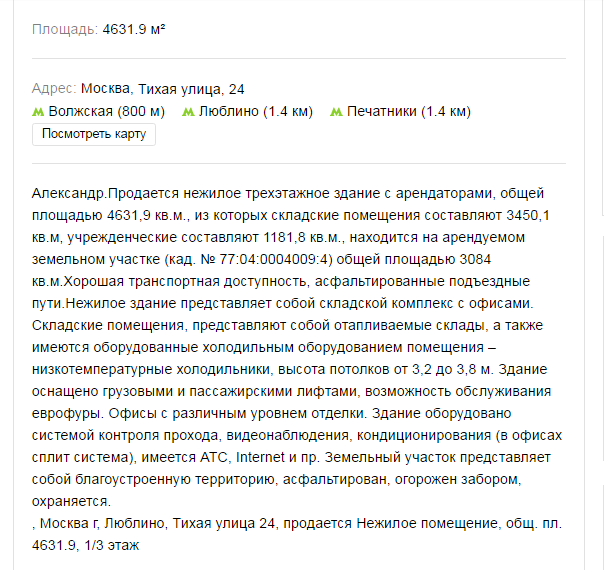 Площадь: 4631.9 м²
Адрес: Москва, Тихая улица, 24
Волжская (800 м) Люблино (1.4 км) Печатники (1.4 км)
Посмотреть карту
Александр.Продается нежилое трехэтажное здание с арендаторами, общей
площадью 4631,9 кв.м., из которых складские помещения составляют 3450,1
кв.м, учрежденческие составляют 1181,8 кв.м., находится на арендуемом
земельном участке (кад. № 77:04:0004009:4) общей площадью 3084
кв.м.Хорошая транспортная доступность, асфальтированные подъездные
пути.Нежилое здание представляет собой складской комплекс с офисами.
Складские помещения, представляют собой отапливаемые склады, а также
имеются оборудованные холодильным оборудованием помещения –
низкотемпературные холодильники, высота потолков от 3,2 до 3,8 м. Здание
оснащено грузовыми и пассажирскими лифтами, возможность обслуживания
еврофуры. Офисы с различным уровнем отделки. Здание оборудовано
системой контроля прохода, видеонаблюдения, кондиционирования (в офисах
сплит система), имеется АТС, Internet и пр. Земельный участок представляет
собой благоустроенную территорию, асфальтирован, огорожен забором,
охраняется.
, Москва г, Люблино, Тихая улица 24, продается Нежилое помещение, общ. пл.
4631.9, 1/3 этаж